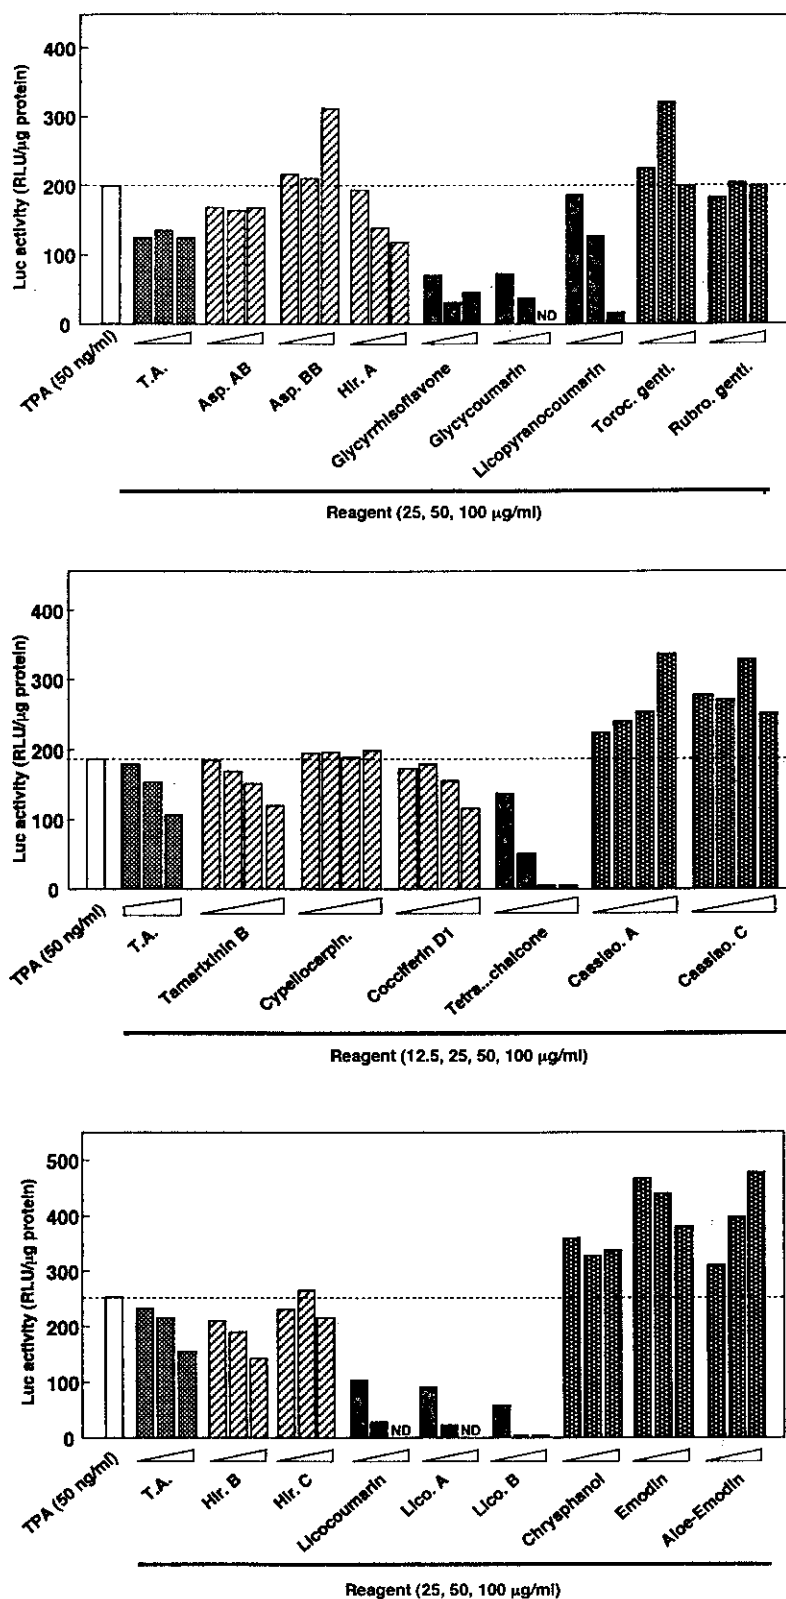 Luc activity (RLU/µg protein)
400
300
200
100
0
ND
TPA (50 ng/ml)
T.A.
Asp. AB
Asp. BB
Hir. A
Glycyrrhisoflavone
Glycycoumarin
Licopyranocoumarin
Toroc. genti.
Rubro. genti.
Reagent (25, 50, 100 µg/ml)
Luc activity (RLU/µg protein)
400
300
200
100
0
TPA (50 ng/ml)
T.A.
Tamarixinin B
Cypellocarpin.
Cocciferin D1
Tetra...chalcone
Cassiao. A
Cassiao. C
Reagent (12.5, 25, 50, 100 µg/ml)
Luc activity (RLU/µg protein)
500
400
300
200
100
0
ND
ND
TPA (50 ng/ml)
T.A.
Hir. B
Hir. C
Licocoumarin
Lico. A
Lico. B
Chrysphanol
Emodin
Aloe-Emodin
Reagent (25, 50, 100 µg/ml)